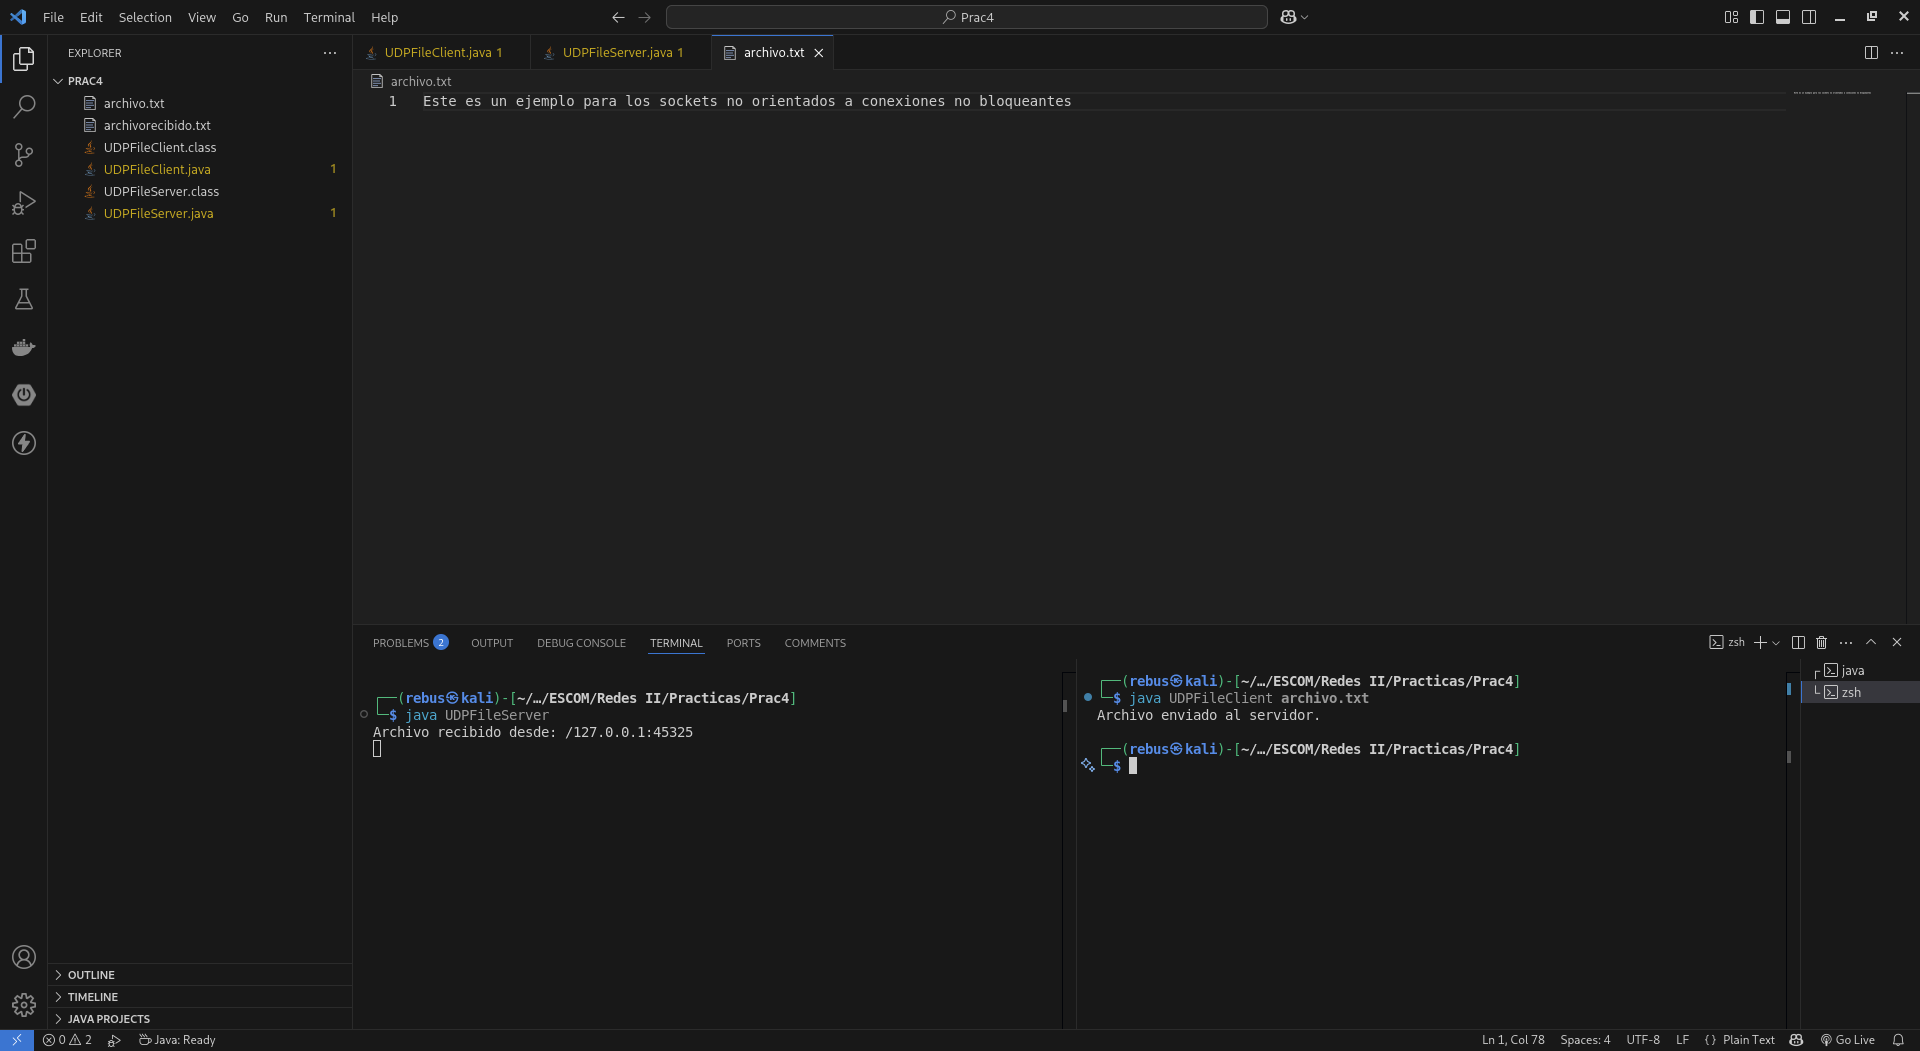 File Edit Selection View Go Run Terminal Help
Prac4
EXPLORER
PRAC4
archivo.txt
archivorecibido.txt
UDPFileClient.class
UDPFileClient.java 1
UDPFileServer.class
UDPFileServer.java 1
OUTLINE
TIMELINE
JAVA PROJECTS
UDPFileClient.java 1 UDPFileServer.java 1 archivo.txt
archivo.txt
1 Este es un ejemplo para los sockets no orientados a conexiones no bloqueantes
PROBLEMS 2 OUTPUT DEBUG CONSOLE TERMINAL PORTS COMMENTS
zsh
┌──(rebus㉿kali)-[~/…/ESCOM/Redes II/Practicas/Prac4]
└─$ java UDPFileServer
Archivo recibido desde: /127.0.0.1:45325
┌──(rebus㉿kali)-[~/…/ESCOM/Redes II/Practicas/Prac4]
└─$ java UDPFileClient archivo.txt
Archivo enviado al servidor.
┌──(rebus㉿kali)-[~/…/ESCOM/Redes II/Practicas/Prac4]
└─$
java
zsh
0 2 Java: Ready
Ln 1, Col 78 Spaces: 4 UTF-8 LF {} Plain Text Go Live